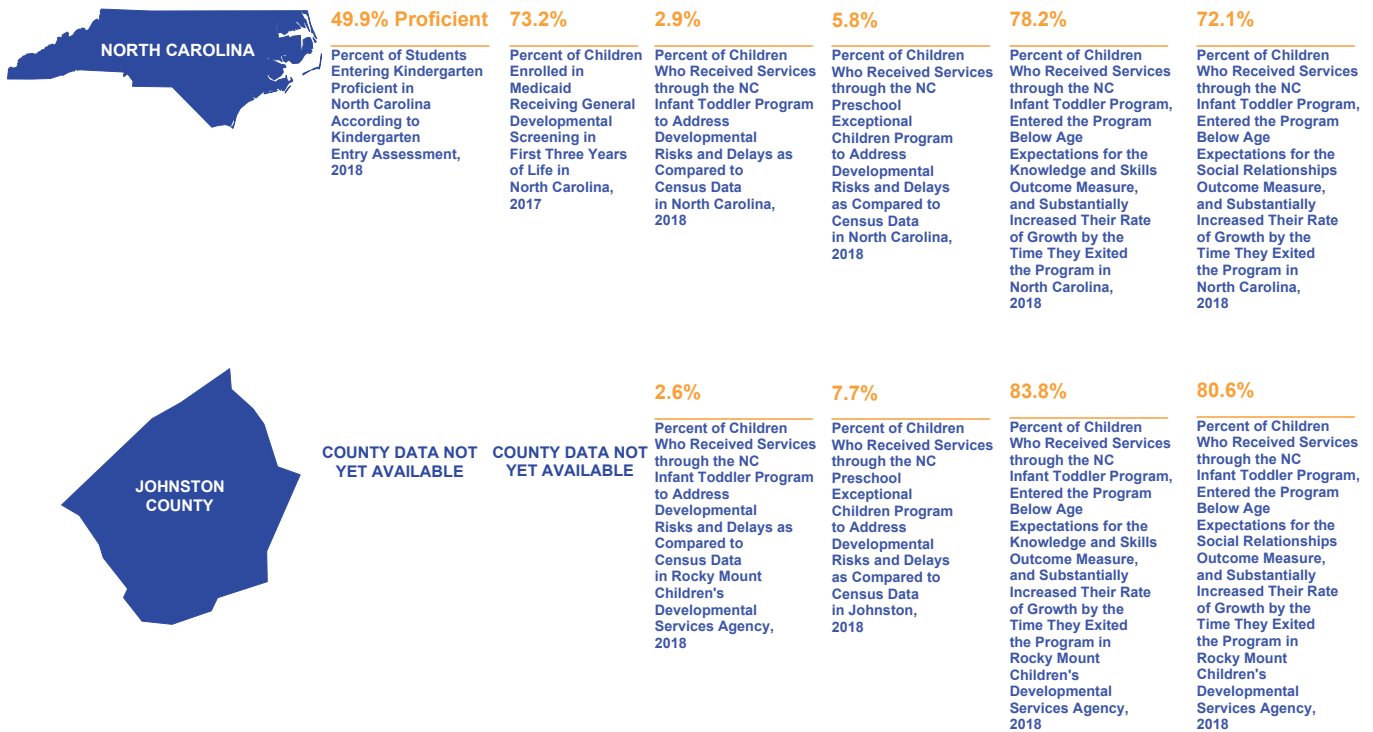 NORTH CAROLINA
49.9% Proficient
Percent of Students
Entering Kindergarten
Proficient in
North Carolina
According to
Kindergarten
Entry Assessment,
2018
73.2%
Percent of Children
Enrolled in
Medicaid
Receiving General
Developmental
Screening in
First Three Years
of Life in
North Carolina,
2017
2.9%
Percent of Children
Who Received Services
through the NC
Infant Toddler Program
to Address
Developmental
Risks and Delays as
Compared to
Census Data
in North Carolina,
2018
5.8%
Percent of Children
Who Received Services
through the NC
Preschool
Exceptional
Children Program
to Address
Developmental
Risks and Delays
as Compared to
Census Data
in North Carolina,
2018
78.2%
Percent of Children
Who Received Services
through the NC
Infant Toddler Program,
Entered the Program
Below Age
Expectations for the
Knowledge and Skills
Outcome Measure,
and Substantially
Increased Their Rate
of Growth by the
Time They Exited
the Program in
North Carolina,
2018
72.1%
Percent of Children
Who Received Services
through the NC
Infant Toddler Program,
Entered the Program
Below Age
Expectations for the
Social Relationships
Outcome Measure,
and Substantially
Increased Their Rate
of Growth by the
Time They Exited
the Program in
North Carolina,
2018
JOHNSTON
COUNTY
COUNTY DATA NOT
YET AVAILABLE
COUNTY DATA NOT
YET AVAILABLE
2.6%
Percent of Children
Who Received Services
through the NC
Infant Toddler Program
to Address
Developmental
Risks and Delays as
Compared to
Census Data
in Rocky Mount
Children's
Developmental
Services Agency,
2018
7.7%
Percent of Children
Who Received Services
through the NC
Preschool
Exceptional
Children Program
to Address
Developmental
Risks and Delays
as Compared to
Census Data
in Johnston,
2018
83.8%
Percent of Children
Who Received Services
through the NC
Infant Toddler Program,
Entered the Program
Below Age
Expectations for the
Knowledge and Skills
Outcome Measure,
and Substantially
Increased Their Rate
of Growth by the
Time They Exited
the Program in
Rocky Mount
Children's
Developmental
Services Agency,
2018
80.6%
Percent of Children
Who Received Services
through the NC
Infant Toddler Program,
Entered the Program
Below Age
Expectations for the
Social Relationships
Outcome Measure,
and Substantially
Increased Their Rate
of Growth by the
Time They Exited
the Program in
Rocky Mount
Children's
Developmental
Services Agency,
2018